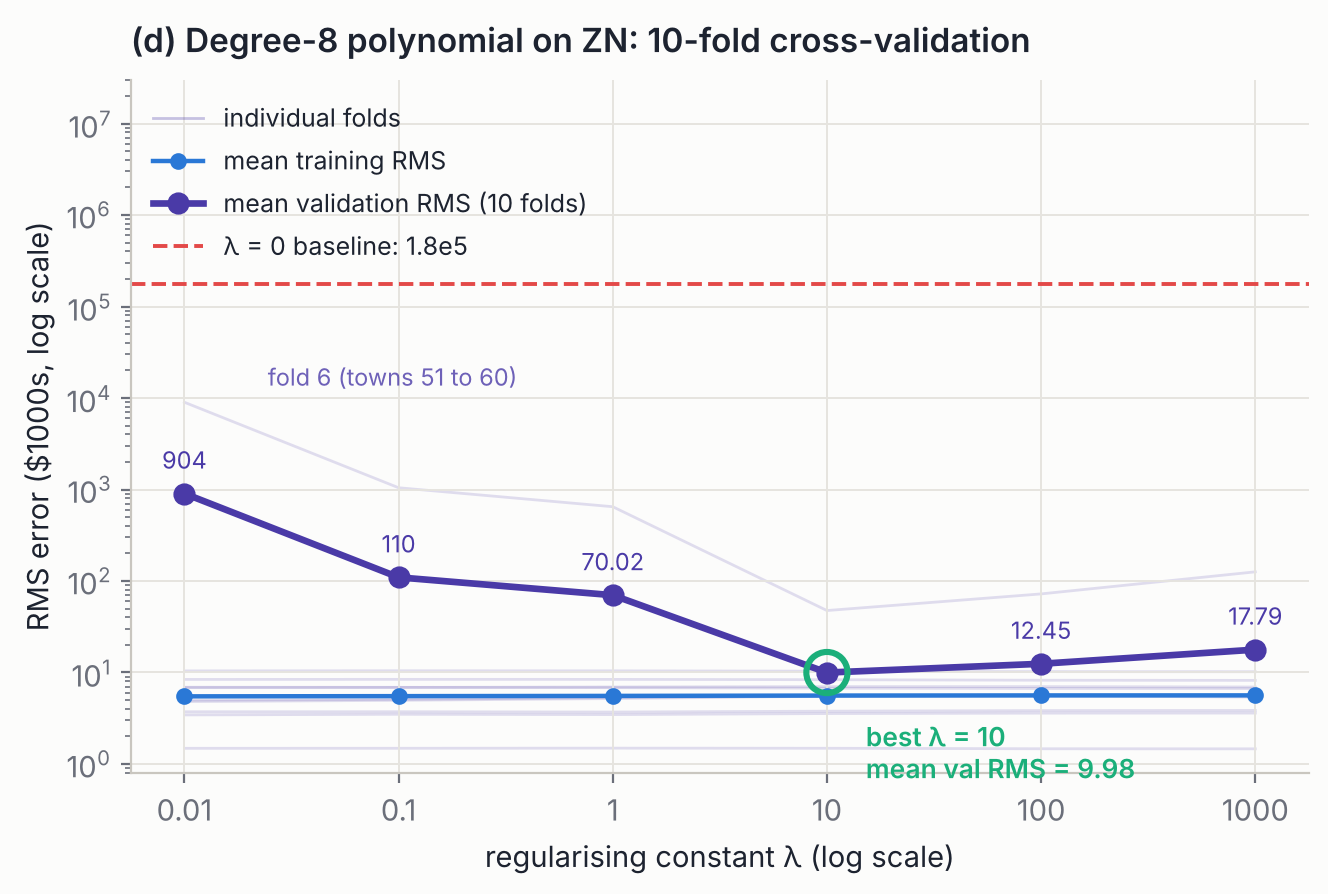 (d) Degree-8 polynomial on ZN: 10-fold cross-validation
individual folds
mean training RMS
mean validation RMS (10 folds)
λ = 0 baseline: 1.8e5
RMS error ($1000s, log scale)
10⁷
10⁶
10⁵
10⁴
10³
10²
10¹
10⁰
fold 6 (towns 51 to 60)
904
110
70.02
12.45
17.79
best λ = 10
mean val RMS = 9.98
0.01 0.1 1 10 100 1000
regularising constant λ (log scale)